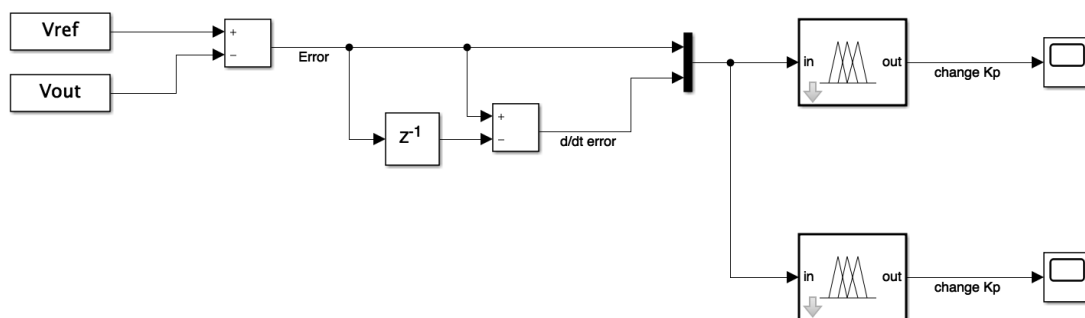 Vref
Vout
+
−
Error
z-1
+
−
d/dt error
in
out
change Kp
in
out
change Kp